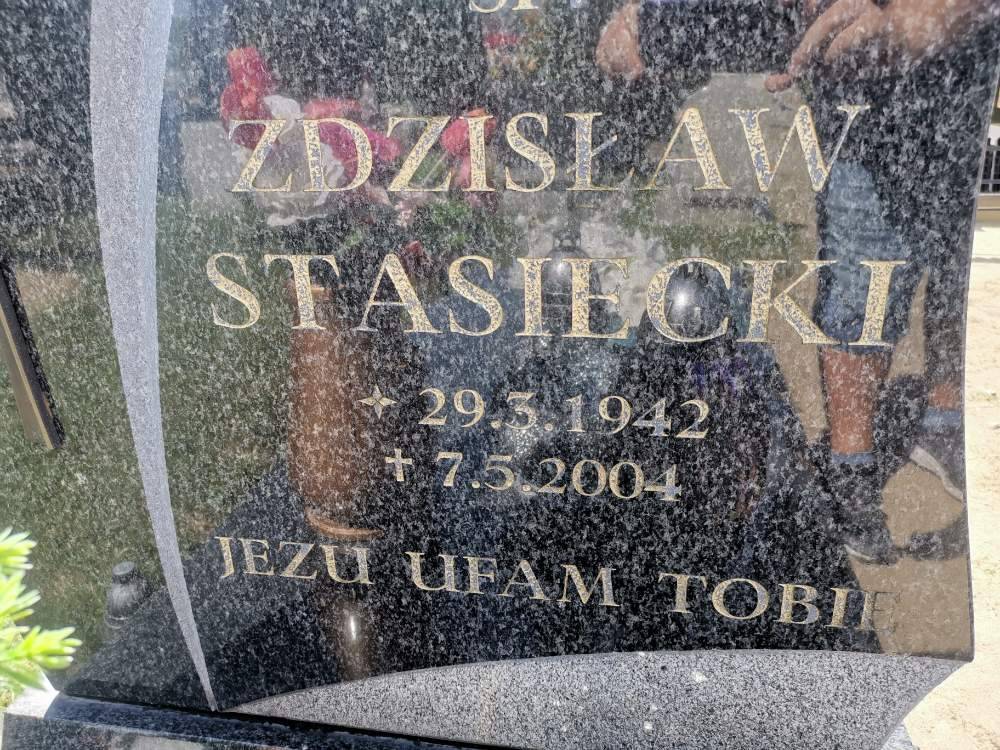 ZDZISŁAW
STASIECKI
✧ 29.3.1942
† 7.5.2004
JEZU UFAM TOBIE